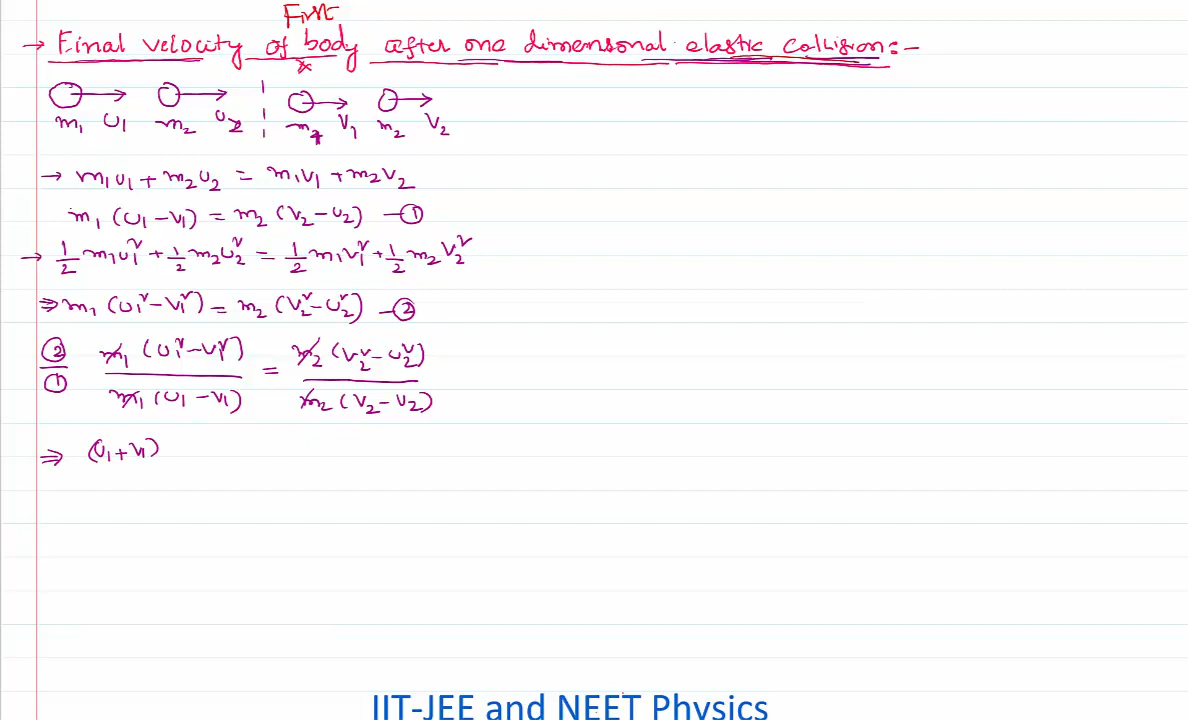 First
→ Final velocity of body after one dimensonal elastic collision:-
m₁ u₁ m₂ u₂ m₁ v₁ m₂ v₂
→ m₁u₁ + m₂u₂ = m₁v₁ + m₂v₂
m₁ (u₁ - v₁) = m₂ (v₂ - u₂) —①
→ 1/2 m₁u₁² + 1/2 m₂u₂² = 1/2 m₁v₁² + 1/2 m₂v₂²
⇒ m₁ (u₁² - v₁²) = m₂ (v₂² - u₂²) —②
②/① m₁ (u₁² - v₁²) / m₁ (u₁ - v₁) = m₂ (v₂² - u₂²) / m₂ (v₂ - u₂)
⇒ (u₁ + v₁)
IIT-JEE and NEET Physics